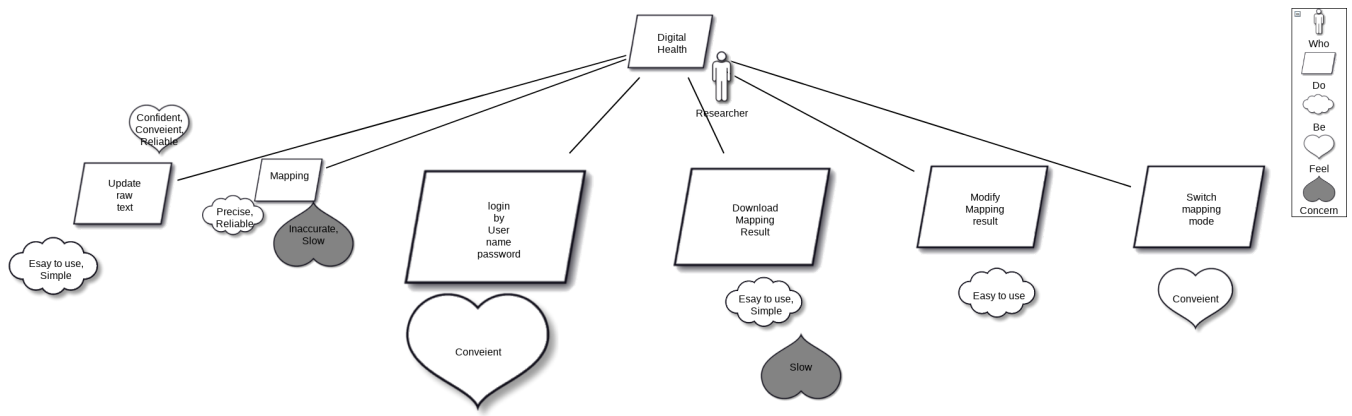 Digital
Health
Researcher
Confident,
Conveient,
Reliable
Update
raw
text
Esay to use,
Simple
Mapping
Precise,
Reliable
Inaccurate,
Slow
login
by
User
name
password
Conveient
Download
Mapping
Result
Esay to use,
Simple
Slow
Modify
Mapping
result
Easy to use
Switch
mapping
mode
Conveient
Who
Do
Be
Feel
Concern